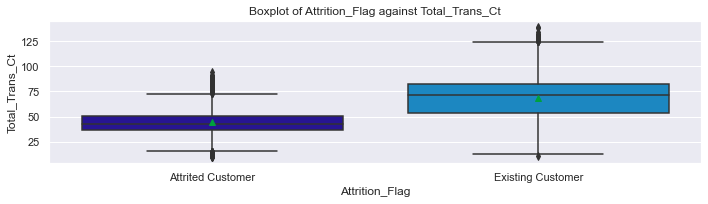 Boxplot of Attrition_Flag against Total_Trans_Ct
Total_Trans_Ct
125
100
75
50
25
Attrited Customer
Existing Customer
Attrition_Flag